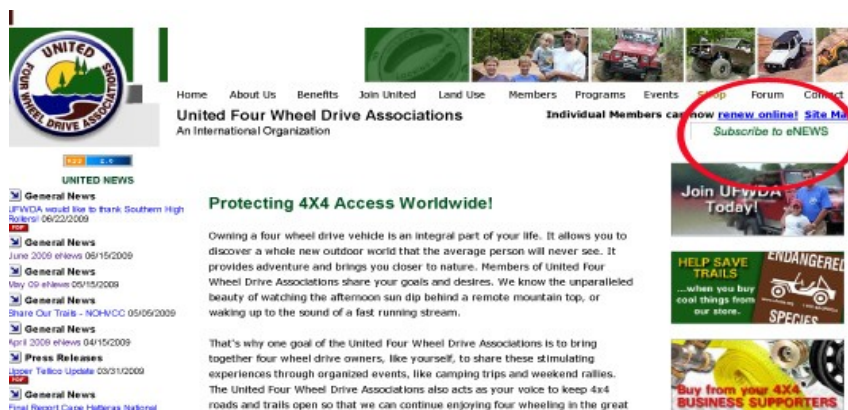 UNITED
FOUR WHEEL DRIVE ASSOCIATIONS
Home About Us Benefits Join United Land Use Members Programs Events Shop Forum Contact
United Four Wheel Drive Associations
An International Organization
Individual Members can now renew online! Site Ma
Subscribe to eNEWS
RSS 2.0
UNITED NEWS
General News
UFWDA would like to thank Southern High
Rollers! 06/22/2009
PDF
General News
June 2009 eNews 06/15/2009
General News
May 09 eNews 05/15/2009
General News
Share Our Trails - NOHVCC 05/05/2009
General News
April 2009 eNews 04/15/2009
Press Releases
Upper Tellico Update 03/31/2009
PDF
General News
Final Report Cape Hatteras National
Protecting 4X4 Access Worldwide!
Owning a four wheel drive vehicle is an integral part of your life. It allows you to
discover a whole new outdoor world that the average person will never see. It
provides adventure and brings you closer to nature. Members of United Four
Wheel Drive Associations share your goals and desires. We know the unparalleled
beauty of watching the afternoon sun dip behind a remote mountain top, or
waking up to the sound of a fast running stream.
That's why one goal of the United Four Wheel Drive Associations is to bring
together four wheel drive owners, like yourself, to share these stimulating
experiences through organized events, like camping trips and weekend rallies.
The United Four Wheel Drive Associations also acts as your voice to keep 4x4
roads and trails open so that we can continue enjoying four wheeling in the great
Join UFWDA
Today!
HELP SAVE
TRAILS
...when you buy
cool things from
our store.
ENDANGERED
SPECIES
Buy from your 4X4
BUSINESS SUPPORTERS